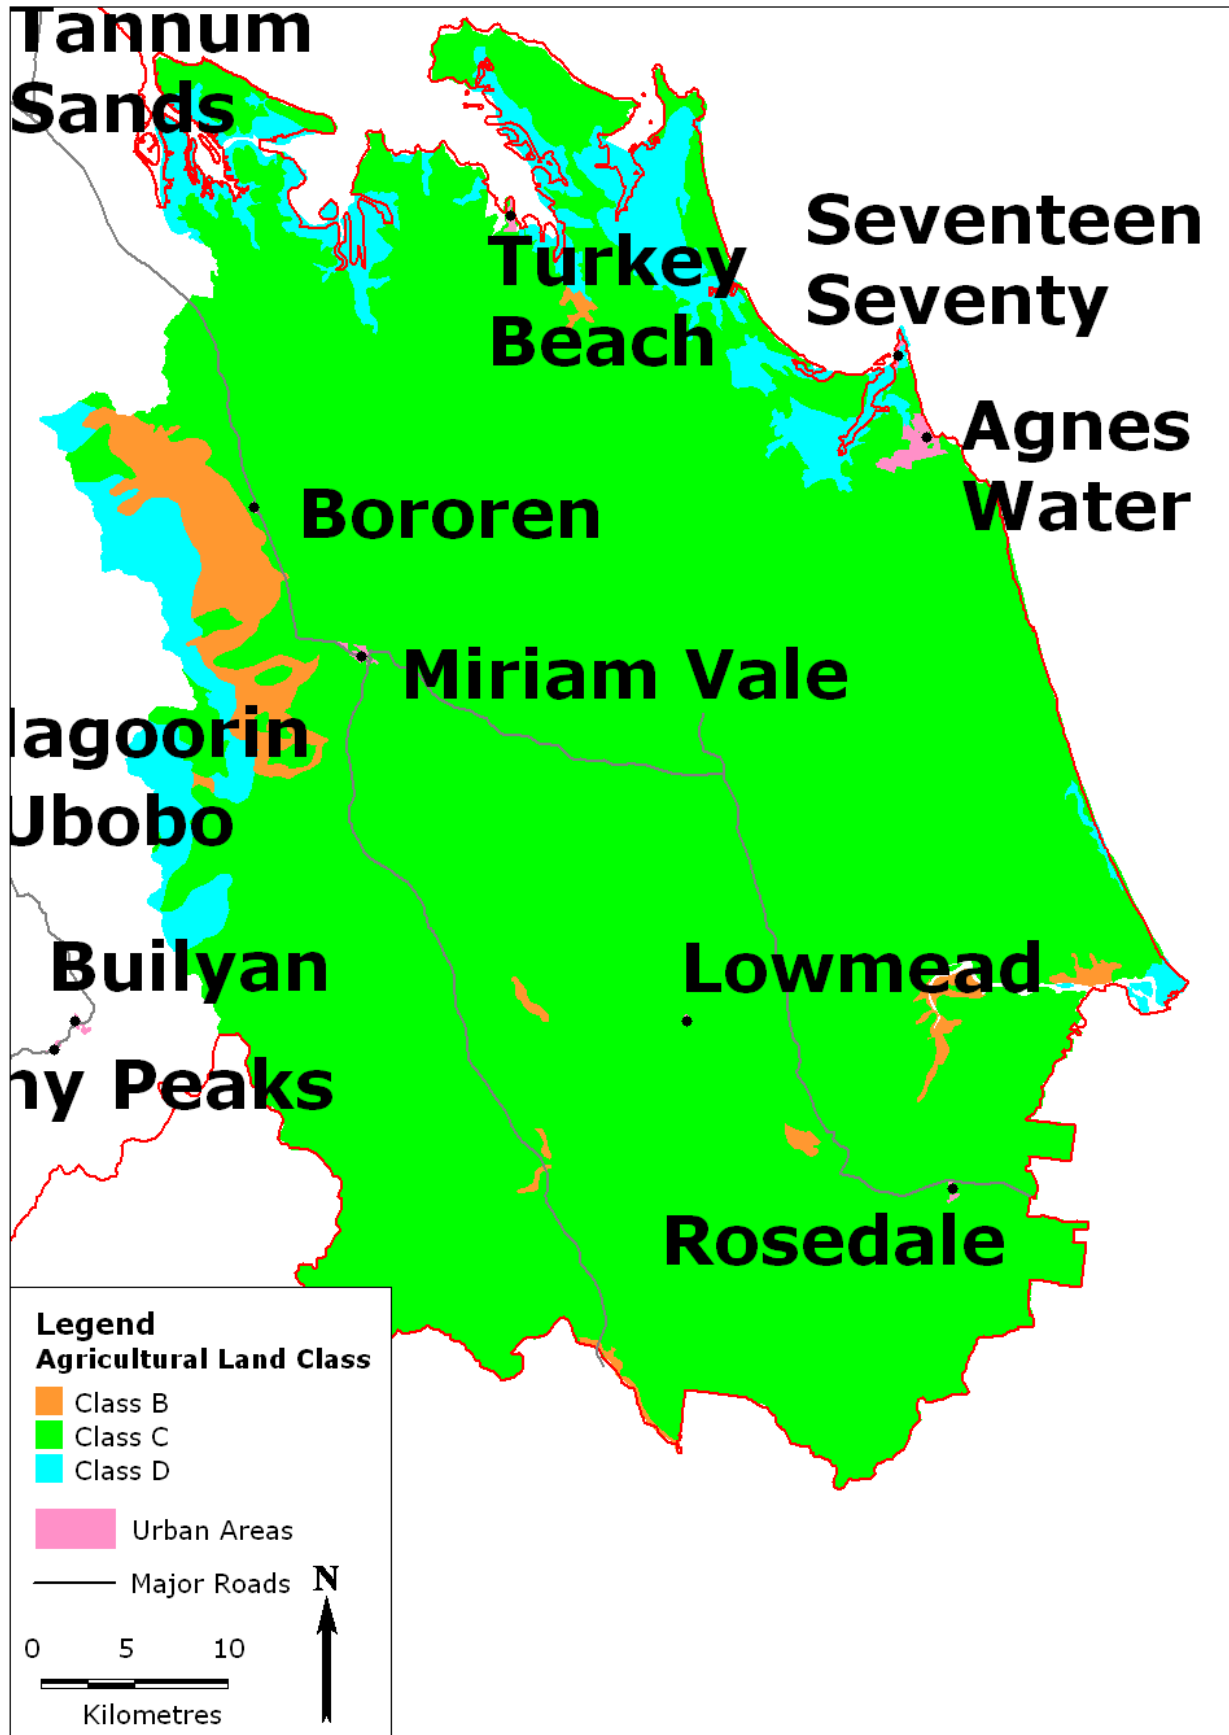 Tannum
Sands
Seventeen
Seventy
Turkey
Beach
Agnes
Water
Bororen
Miriam Vale
lagoorin
Ubobo
Builyan
Lowmead
ny Peaks
Rosedale
Legend
Agricultural Land Class
Class B
Class C
Class D
Urban Areas
Major Roads
N
0 5 10
Kilometres